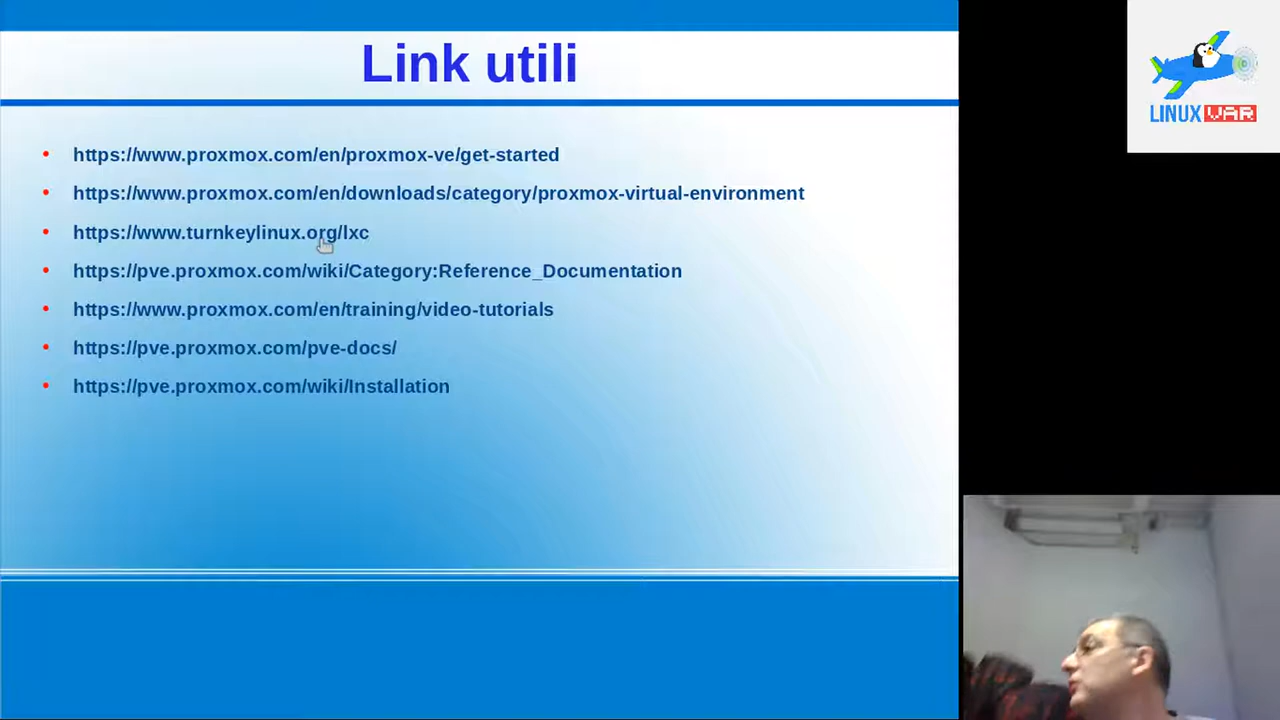 Link utili
https://www.proxmox.com/en/proxmox-ve/get-started
https://www.proxmox.com/en/downloads/category/proxmox-virtual-environment
https://www.turnkeylinux.org/lxc
https://pve.proxmox.com/wiki/Category:Reference_Documentation
https://www.proxmox.com/en/training/video-tutorials
https://pve.proxmox.com/pve-docs/
https://pve.proxmox.com/wiki/Installation
LINUX VAR